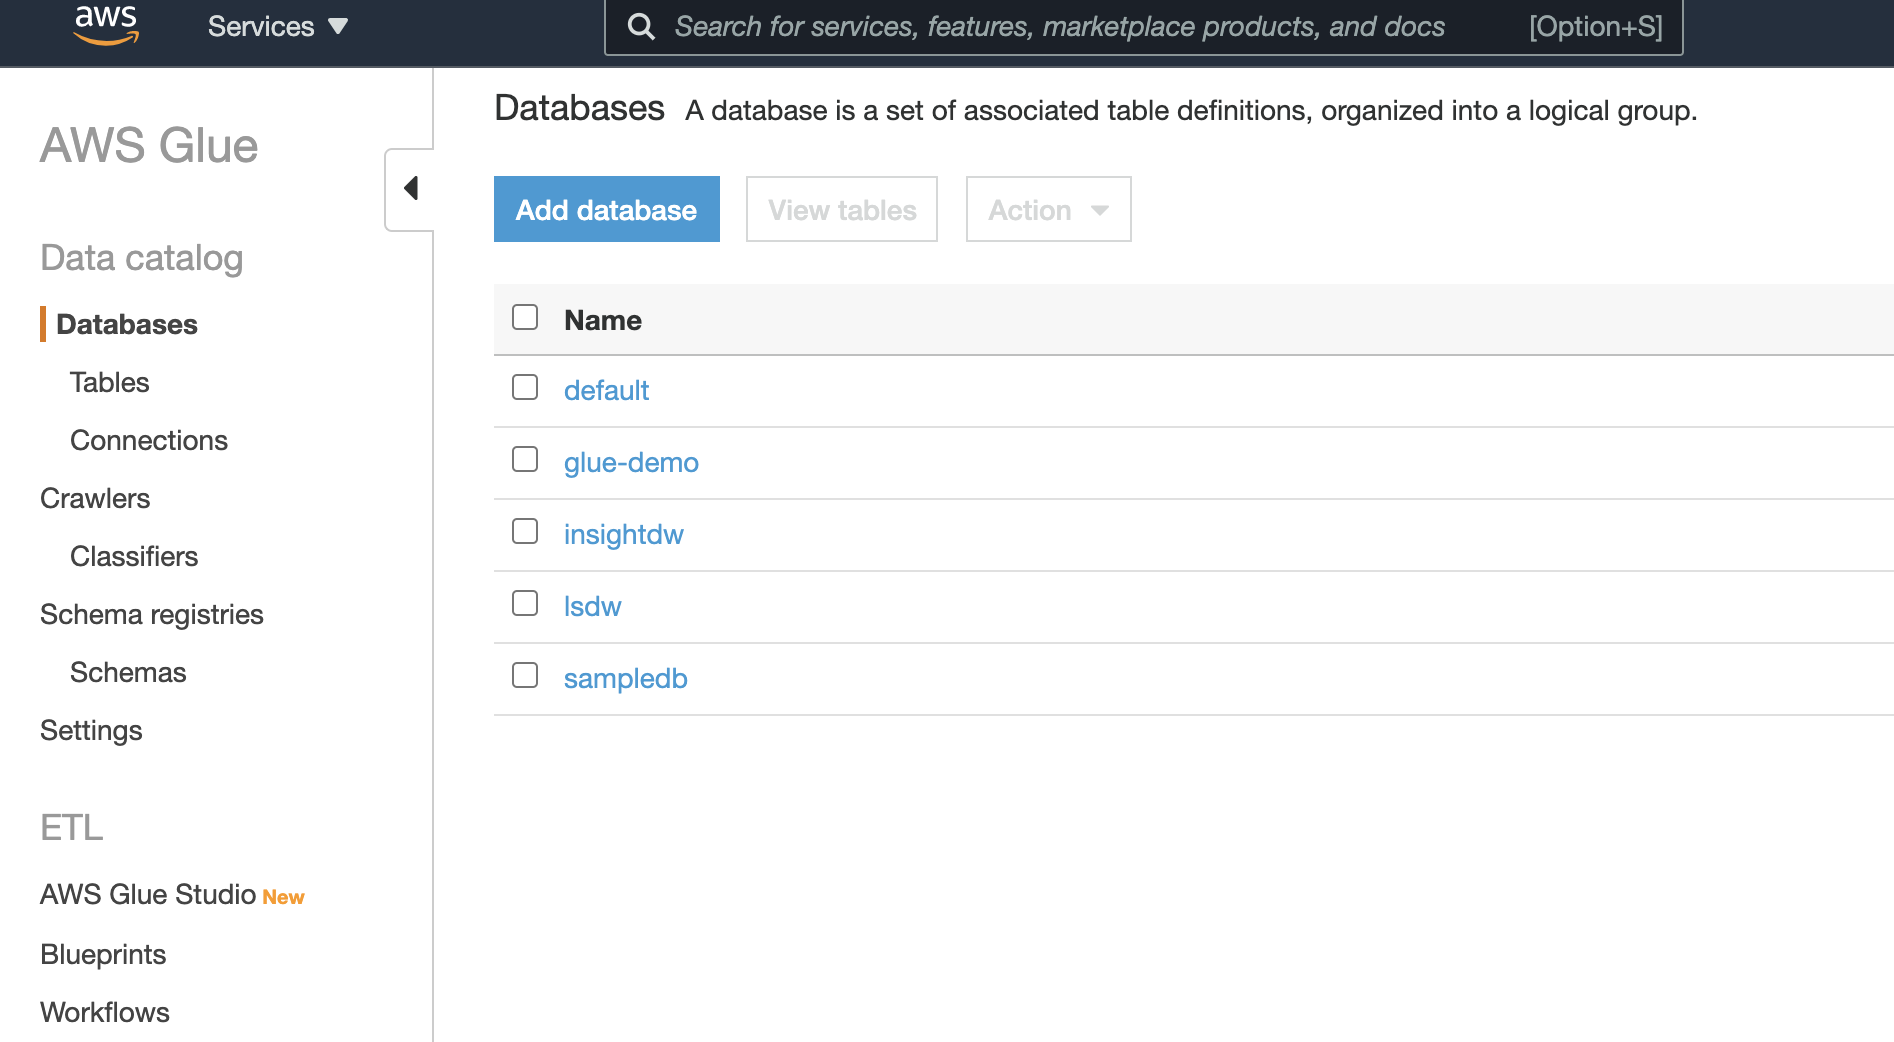 aws
Services
Search for services, features, marketplace products, and docs [Option+S]
AWS Glue
Data catalog
Databases
Tables
Connections
Crawlers
Classifiers
Schema registries
Schemas
Settings
ETL
AWS Glue Studio New
Blueprints
Workflows
Databases A database is a set of associated table definitions, organized into a logical group.
Add database View tables Action
Name
default
glue-demo
insightdw
lsdw
sampledb